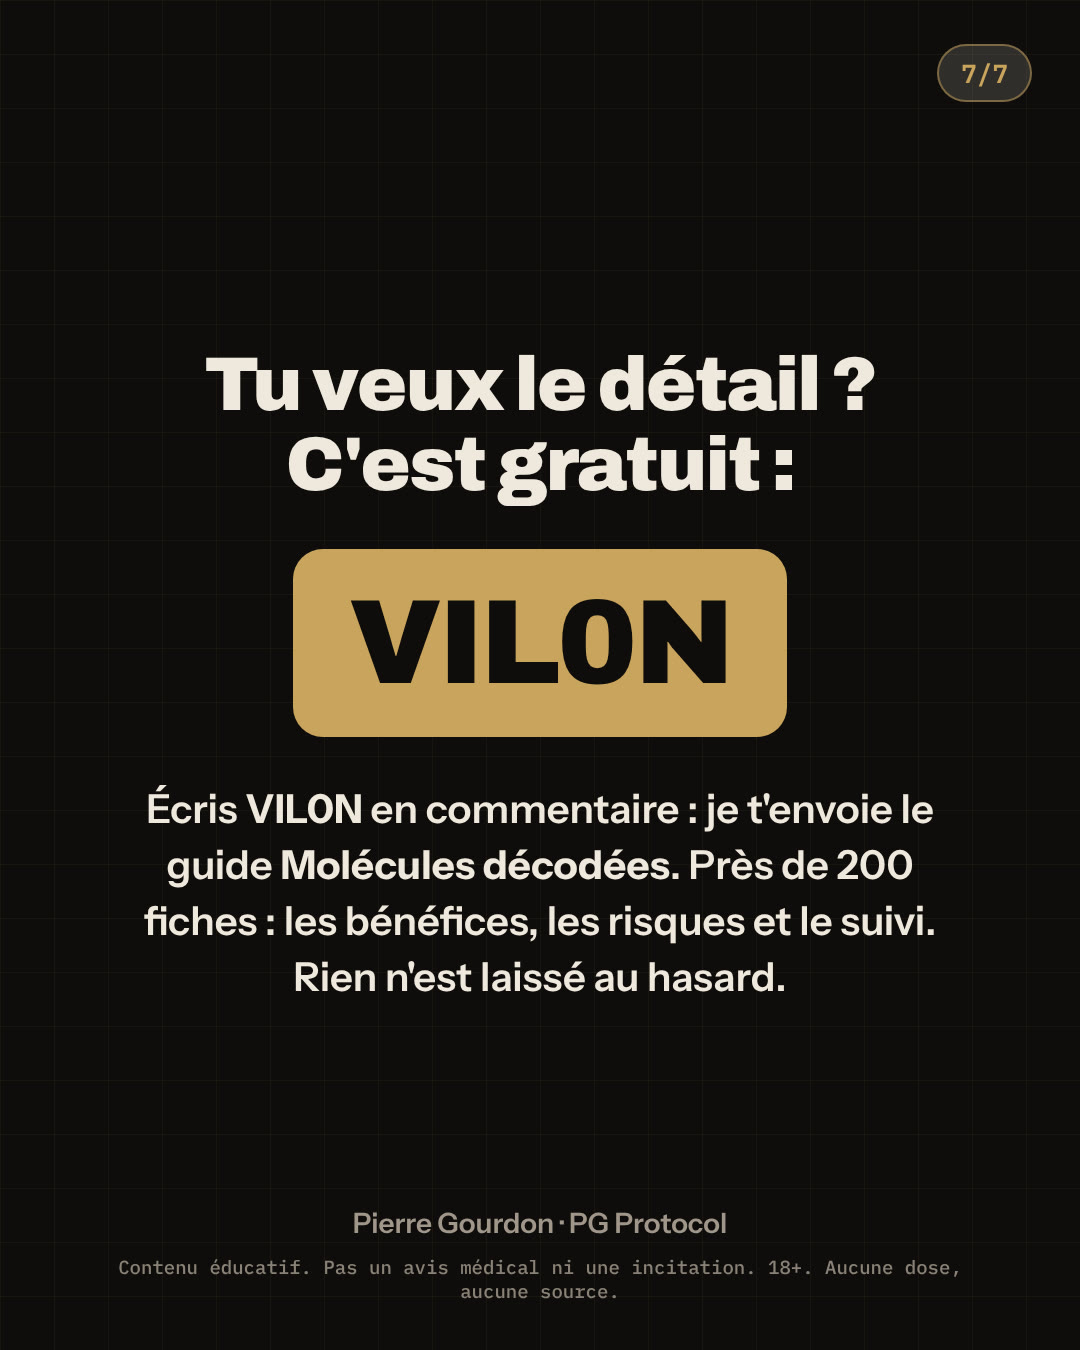 7/7
Tu veux le détail ?
C'est gratuit :
VIL0N
Écris VIL0N en commentaire : je t'envoie le
guide Molécules décodées. Près de 200
fiches : les bénéfices, les risques et le suivi.
Rien n'est laissé au hasard.
Pierre Gourdon · PG Protocol
Contenu éducatif. Pas un avis médical ni une incitation. 18+. Aucune dose,
aucune source.